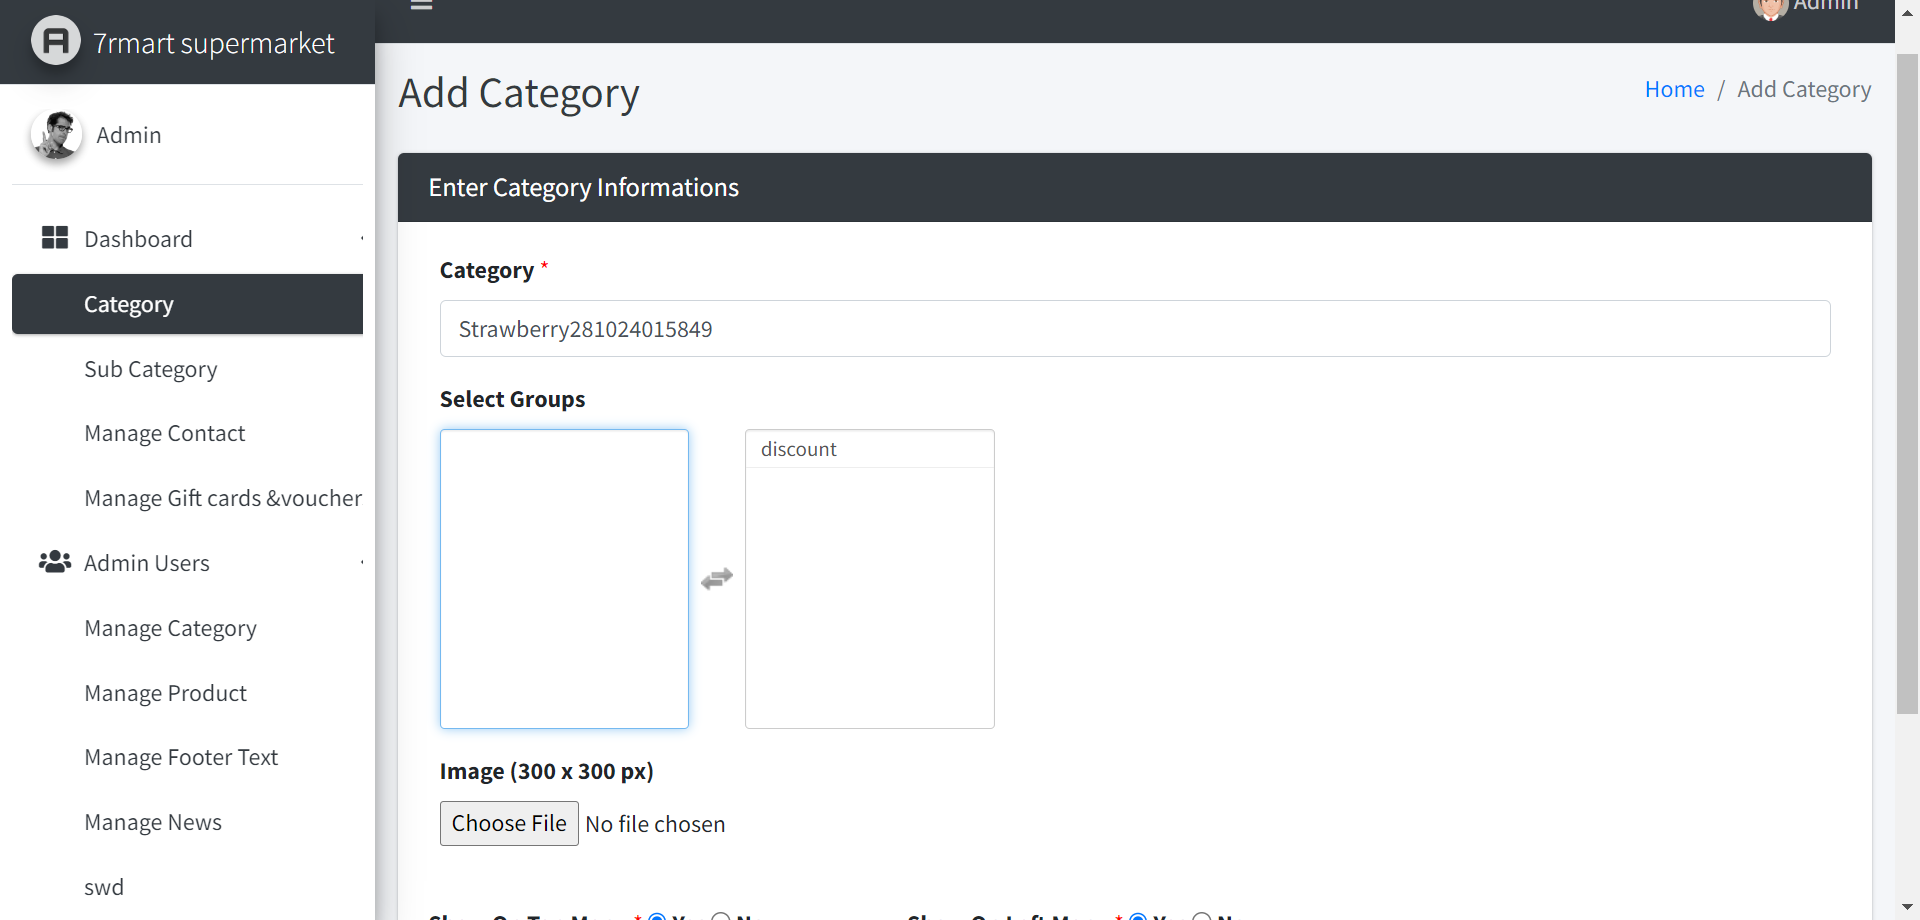 7rmart supermarket
Admin
Admin
Dashboard
Category
Sub Category
Manage Contact
Manage Gift cards &voucher
Admin Users
Manage Category
Manage Product
Manage Footer Text
Manage News
swd
Add Category
Home / Add Category
Enter Category Informations
Category *
Strawberry281024015849
Select Groups
discount
Image (300 x 300 px)
Choose File No file chosen